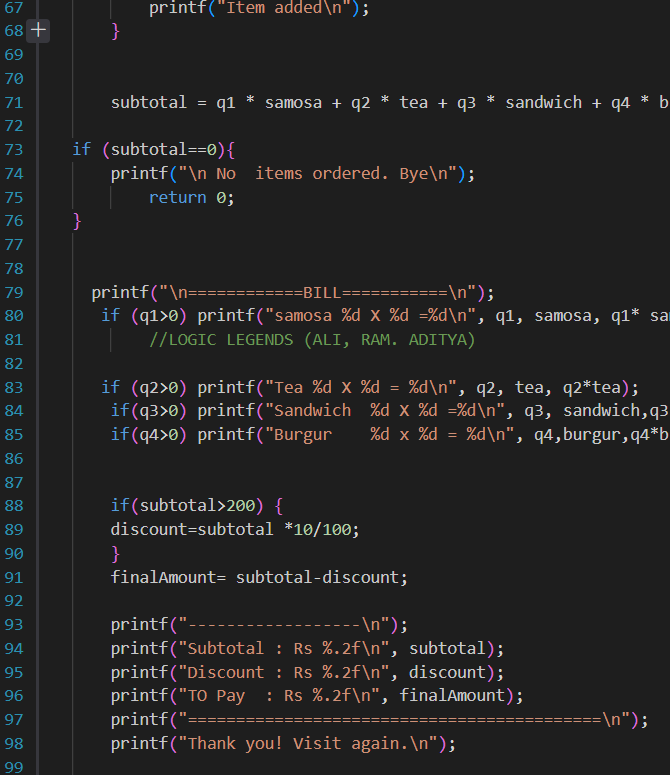 67 printf("Item added\n");
68 + }
69
70
71 subtotal = q1 * samosa + q2 * tea + q3 * sandwich + q4 * b
72
73 if (subtotal==0){
74 printf("\n No  items ordered. Bye\n");
75 return 0;
76 }
77
78
79 printf("\n============BILL===========\n");
80 if (q1>0) printf("samosa %d X %d =%d\n", q1, samosa, q1* sa
81 //LOGIC LEGENDS (ALI, RAM. ADITYA)
82
83 if (q2>0) printf("Tea %d X %d = %d\n", q2, tea, q2*tea);
84 if(q3>0) printf("Sandwich  %d X %d =%d\n", q3, sandwich,q3
85 if(q4>0) printf("Burgur    %d x %d = %d\n", q4,burgur,q4*b
86
87
88 if(subtotal>200) {
89 discount=subtotal *10/100;
90 }
91 finalAmount= subtotal-discount;
92
93 printf("------------------\n");
94 printf("Subtotal : Rs %.2f\n", subtotal);
95 printf("Discount : Rs %.2f\n", discount);
96 printf("TO Pay  : Rs %.2f\n", finalAmount);
97 printf("===========================================\n");
98 printf("Thank you! Visit again.\n");
99